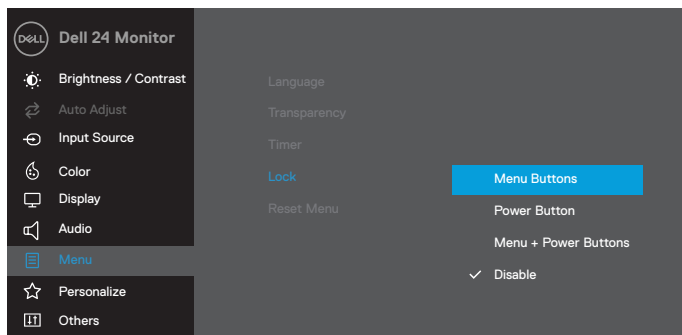 DELL Dell 24 Monitor
Brightness / Contrast
Auto Adjust
Input Source
Color
Display
Audio
Menu
Personalize
Others
Language
Transparency
Timer
Lock
Reset Menu
Menu Buttons
Power Button
Menu + Power Buttons
Disable